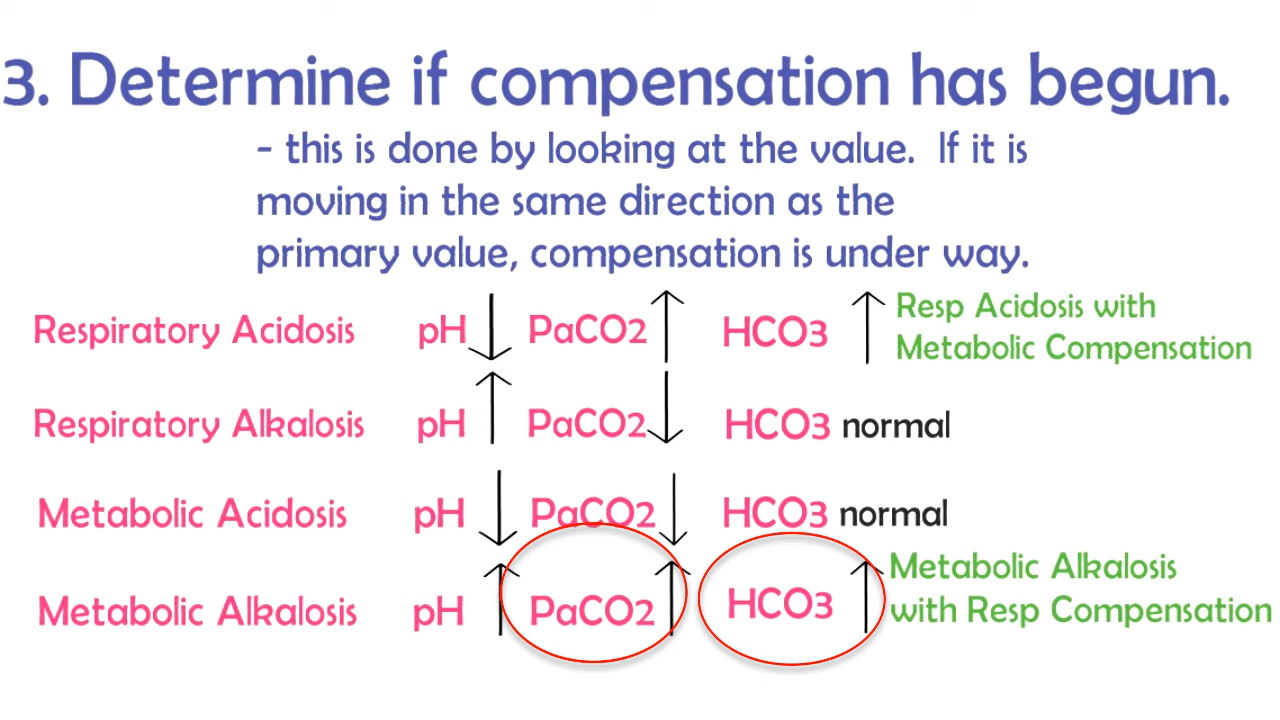 3. Determine if compensation has begun.
- this is done by looking at the value. If it is
moving in the same direction as the
primary value, compensation is under way.
Respiratory Acidosis pH PaCO2 HCO3 Resp Acidosis with
Metabolic Compensation
Respiratory Alkalosis pH PaCO2 HCO3 normal
Metabolic Acidosis pH PaCO2 HCO3 normal
Metabolic Alkalosis pH PaCO2 HCO3 Metabolic Alkalosis
with Resp Compensation